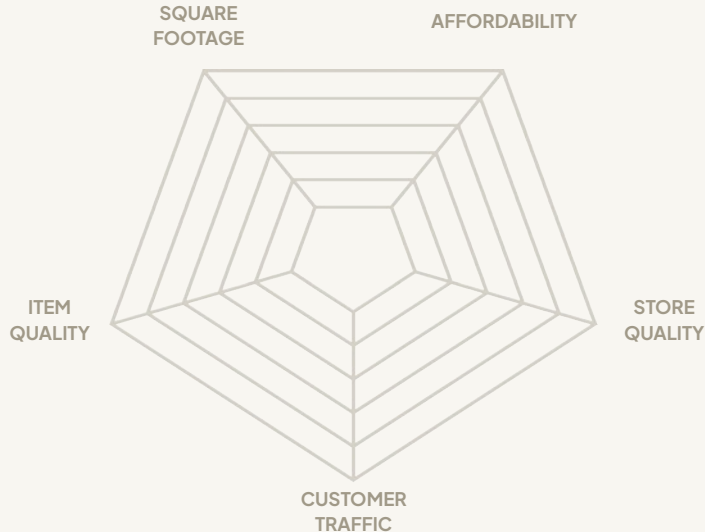 SQUARE
FOOTAGE
AFFORDABILITY
ITEM
QUALITY
STORE
QUALITY
CUSTOMER
TRAFFIC